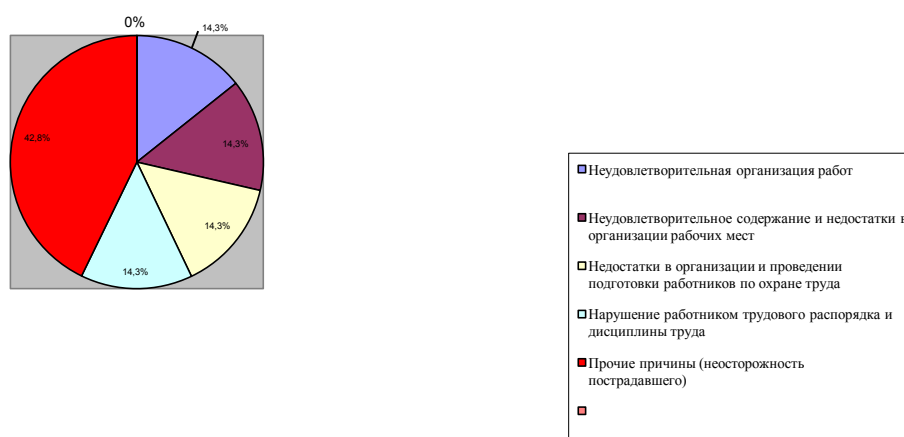 0%
14,3%
42,8%
14,3%
14,3%
14,3%
Неудовлетворительная организация работ
Неудовлетворительное содержание и недостатки в
организации рабочих мест
Недостатки в организации и проведении
подготовки работников по охране труда
Нарушение работником трудового распорядка и
дисциплины труда
Прочие причины (неосторожность
пострадавшего)